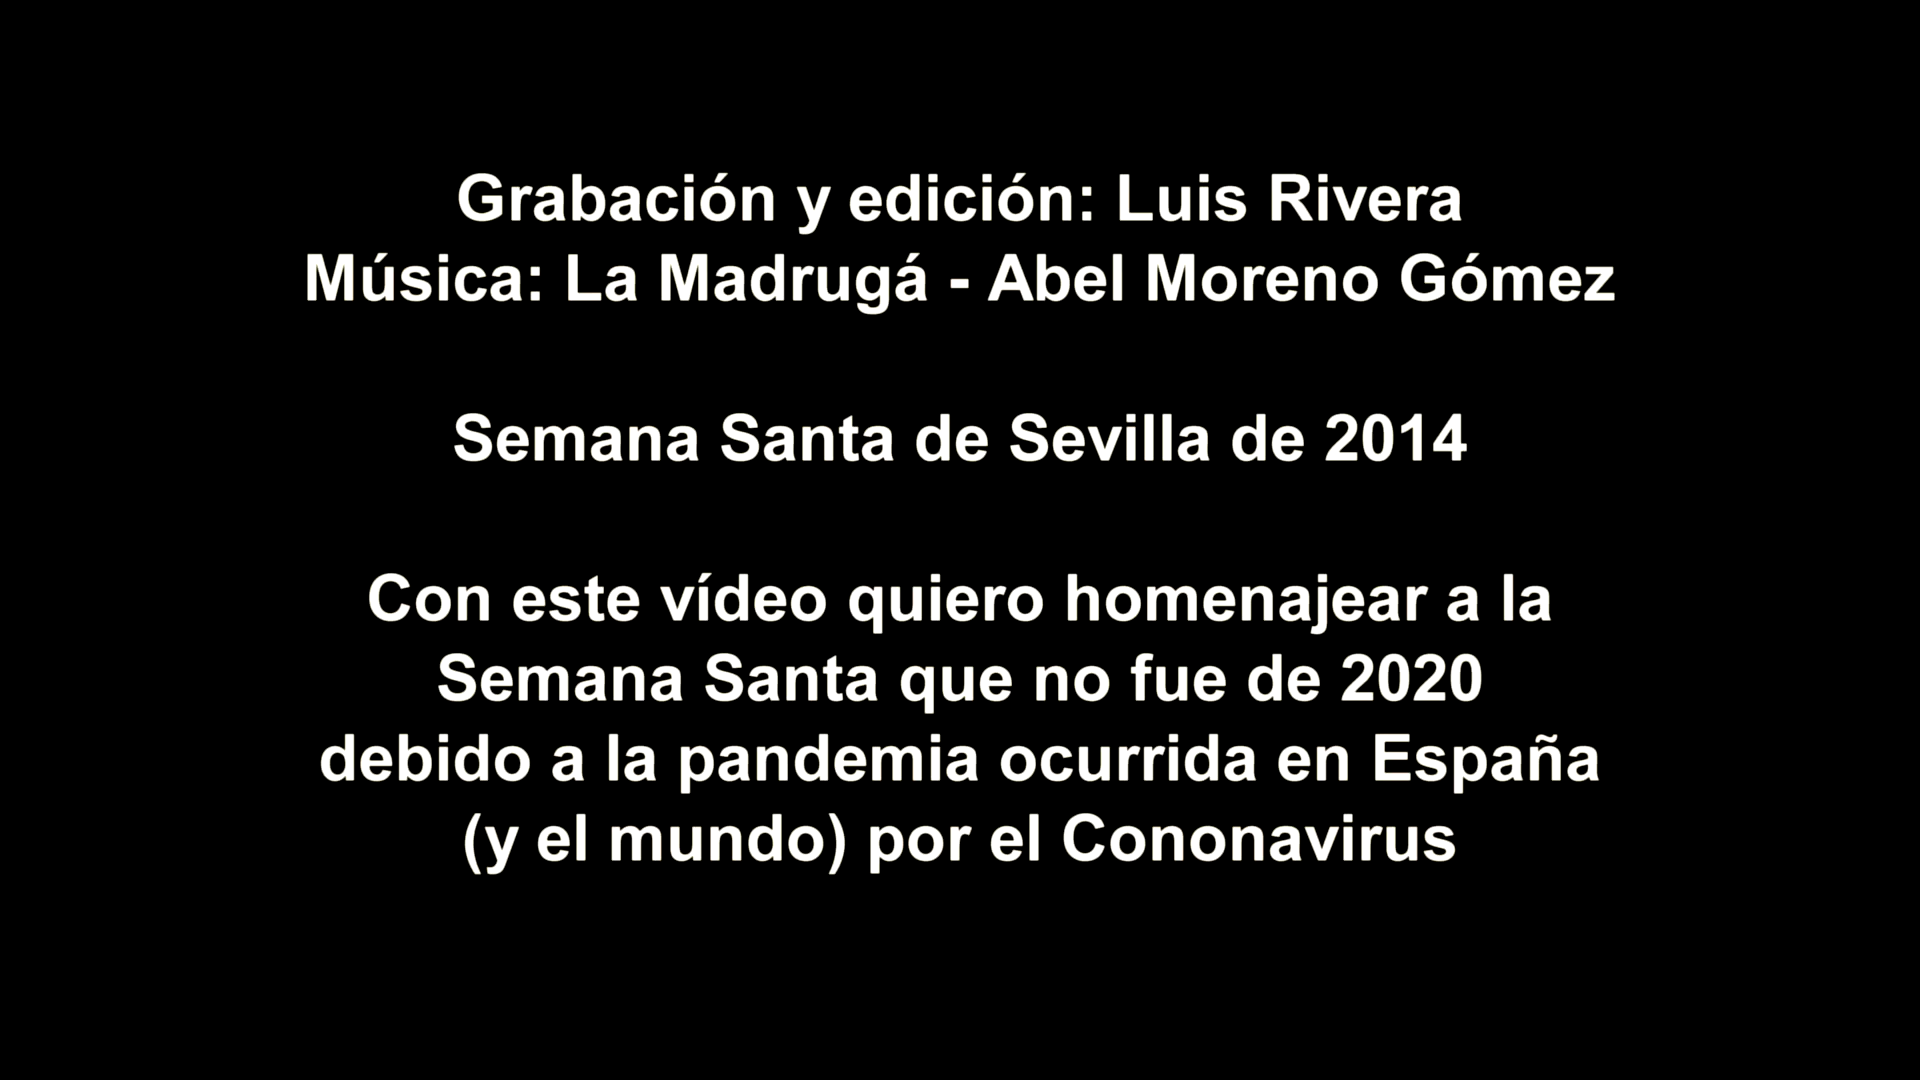 Grabación y edición: Luis Rivera
Música: La Madrugá - Abel Moreno Gómez
Semana Santa de Sevilla de 2014
Con este vídeo quiero homenajear a la
Semana Santa que no fue de 2020
debido a la pandemia ocurrida en España
(y el mundo) por el Cononavirus